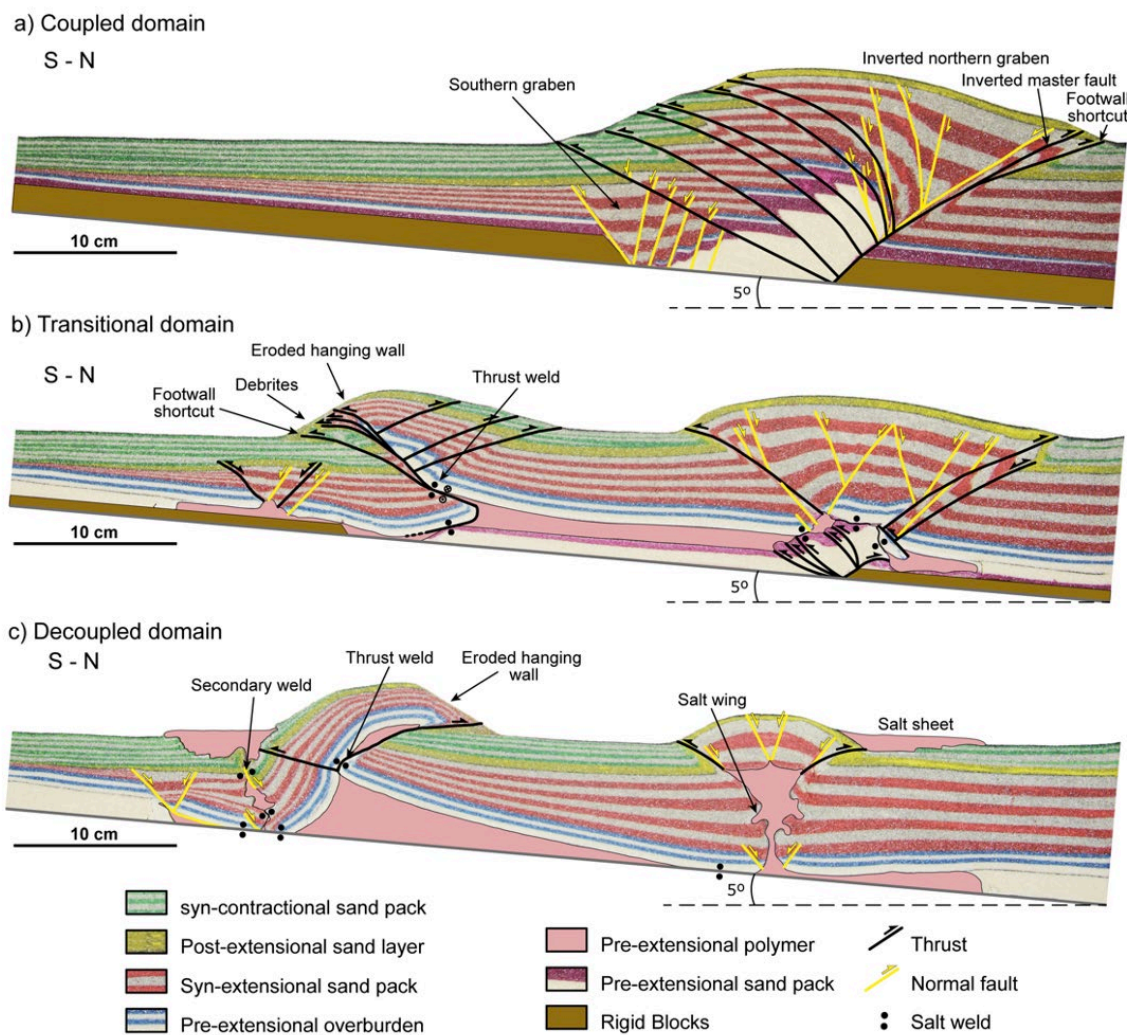 a) Coupled domain
S - N
Southern graben
Inverted northern graben
Inverted master fault
Footwall
shortcut
10 cm
5º
b) Transitional domain
S - N
Eroded hanging wall
Debrites
Footwall
shortcut
Thrust weld
10 cm
5º
c) Decoupled domain
S - N
Secondary weld
Thrust weld
Eroded hanging
wall
Salt wing
Salt sheet
10 cm
5º
syn-contractional sand pack
Post-extensional sand layer
Syn-extensional sand pack
Pre-extensional overburden
Pre-extensional polymer
Pre-extensional sand pack
Rigid Blocks
Thrust
Normal fault
Salt weld